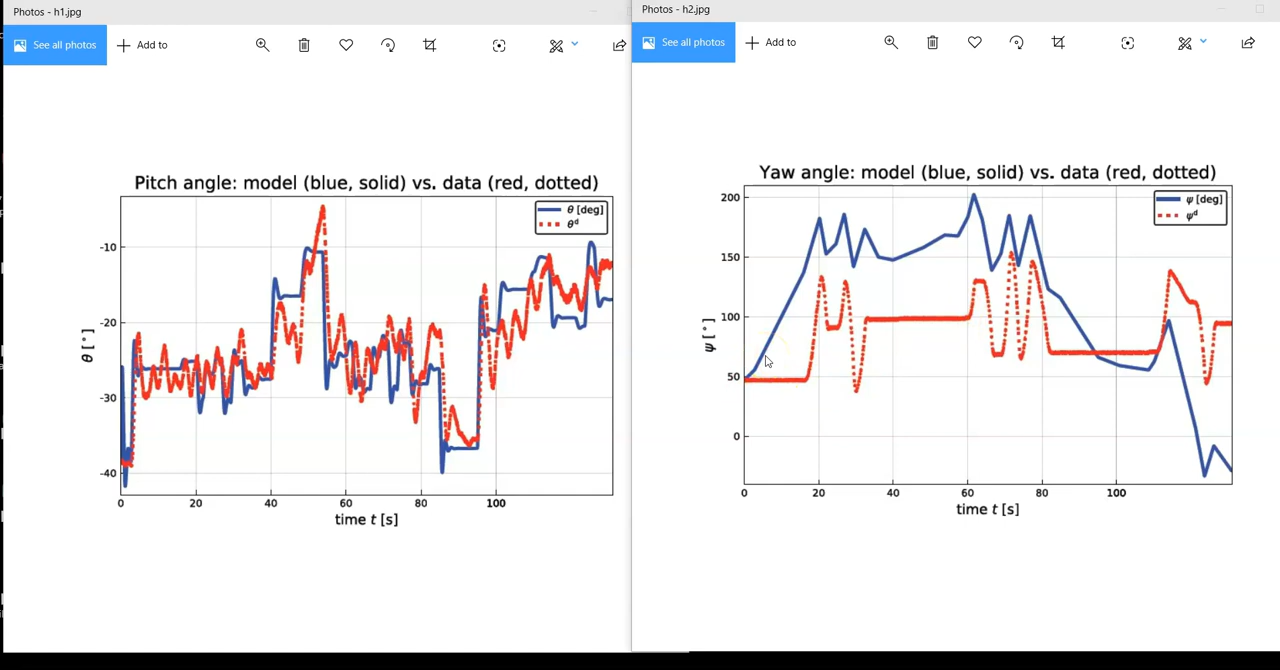 Photos - h1.jpg
See all photos
Add to
Pitch angle: model (blue, solid) vs. data (red, dotted)
θ [deg]
θᵈ
-10
-20
-30
-40
θ [°]
0 20 40 60 80 100
time t [s]
Photos - h2.jpg
See all photos
Add to
Yaw angle: model (blue, solid) vs. data (red, dotted)
ψ [deg]
ψᵈ
200
150
100
50
0
ψ [°]
0 20 40 60 80 100
time t [s]